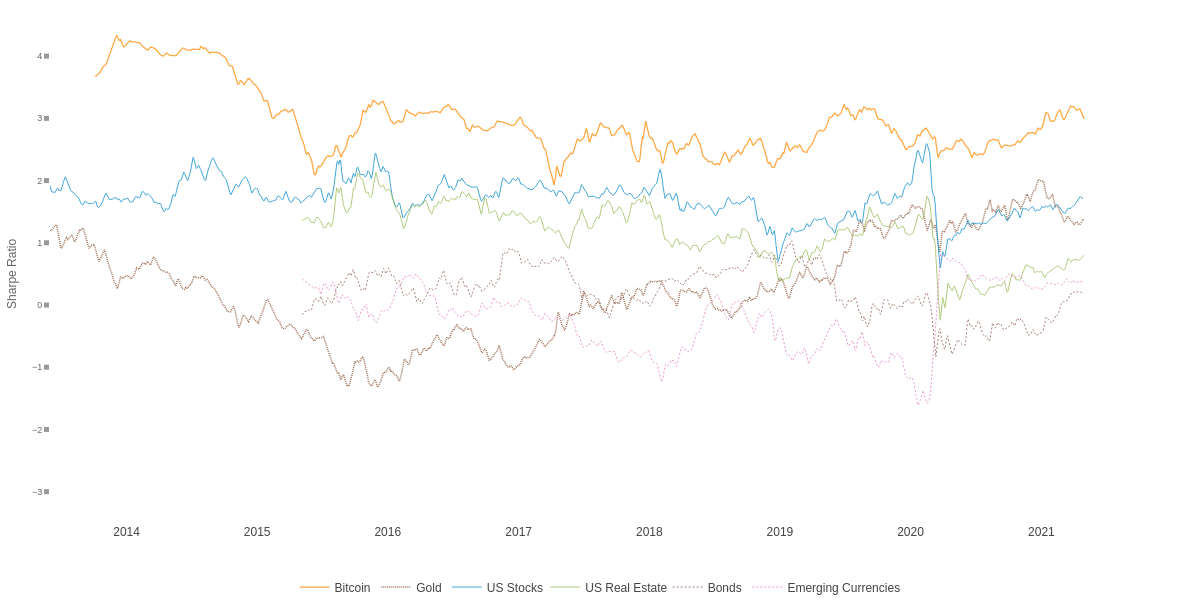 Sharpe Ratio
4
3
2
1
0
−1
−2
−3
2014 2015 2016 2017 2018 2019 2020 2021
Bitcoin Gold US Stocks US Real Estate Bonds Emerging Currencies